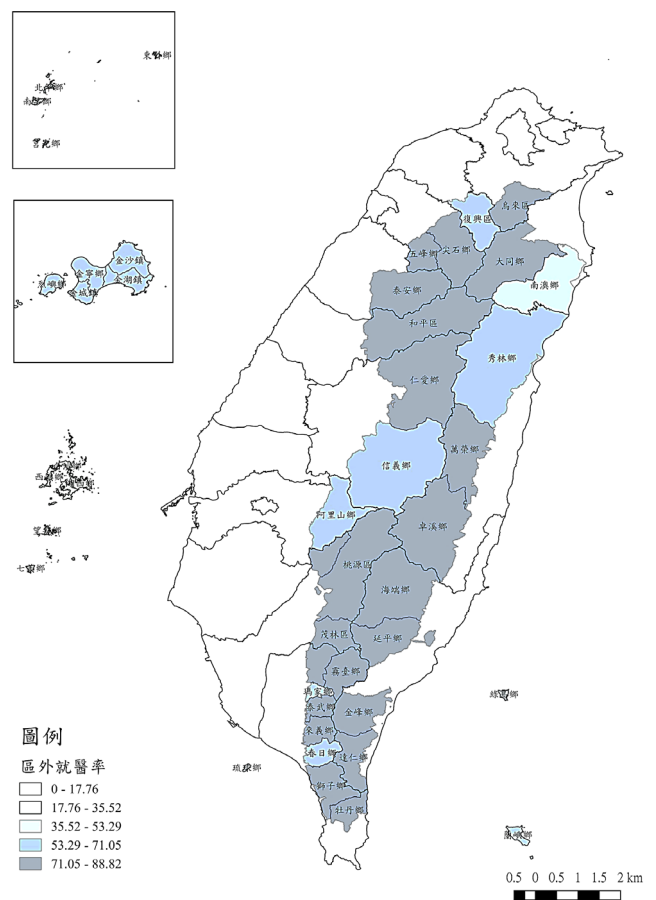 東引鄉
北竿鄉
南竿鄉
莒光鄉
金沙鎮
金寧鄉
金湖鎮
烈嶼鄉
金城鎮
烏來區
復興區
五峰鄉
尖石鄉
大同鄉
南澳鄉
泰安鄉
和平區
秀林鄉
仁愛鄉
萬榮鄉
信義鄉
阿里山鄉
卓溪鄉
桃源區
海端鄉
茂林區
延平鄉
霧臺鄉
瑪家鄉
泰武鄉
金峰鄉
來義鄉
春日鄉
達仁鄉
獅子鄉
牡丹鄉
七美鄉
綠島鄉
琉球鄉
蘭嶼鄉
圖例
區外就醫率
0 - 17.76
17.76 - 35.52
35.52 - 53.29
53.29 - 71.05
71.05 - 88.82
0.5 0 0.5 1 1.5 2 km